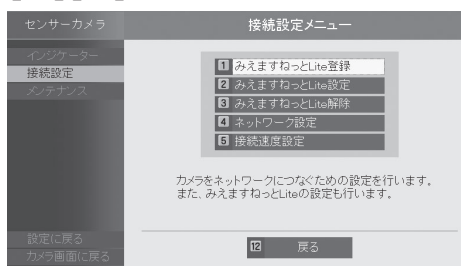 センサーカメラ
接続設定メニュー
インジケーター
接続設定
メンテナンス
1 みえますねっとLite登録
2 みえますねっとLite設定
3 みえますねっとLite解除
4 ネットワーク設定
5 接続速度設定
カメラをネットワークにつなぐための設定を行います。
また、みえますねっとLiteの設定も行います。
設定に戻る
カメラ画面に戻る
12 戻る